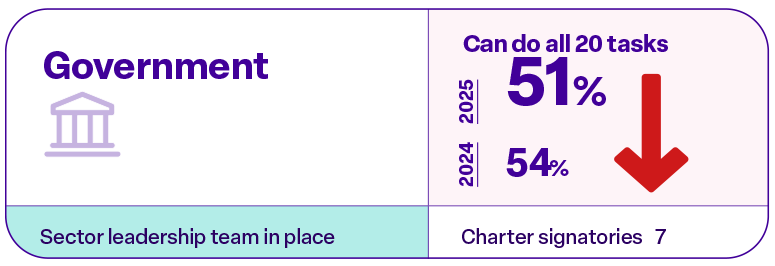 Government
Can do all 20 tasks
2025
51%
2024
54%
Sector leadership team in place
Charter signatories 7